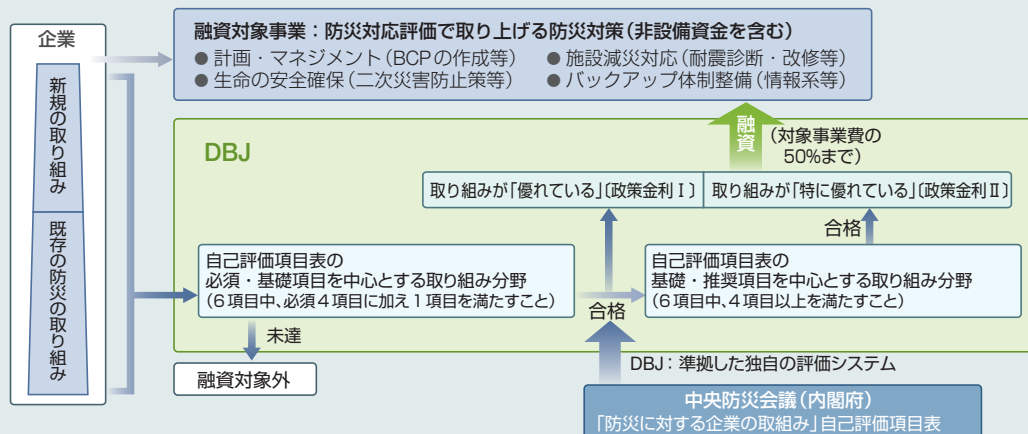 企業
新規の取り組み
既存の防災の取り組み
融資対象事業：防災対応評価で取り上げる防災対策（非設備資金を含む）
● 計画・マネジメント（BCPの作成等）
● 施設減災対応（耐震診断・改修等）
● 生命の安全確保（二次災害防止策等）
● バックアップ体制整備（情報系等）
DBJ
融資
（対象事業費の
50%まで）
取り組みが「優れている」〔政策金利Ⅰ〕
取り組みが「特に優れている」〔政策金利Ⅱ〕
合格
自己評価項目表の
必須・基礎項目を中心とする取り組み分野
（6項目中、必須4項目に加え1項目を満たすこと）
合格
自己評価項目表の
基礎・推奨項目を中心とする取り組み分野
（6項目中、4項目以上を満たすこと）
未達
融資対象外
DBJ：準拠した独自の評価システム
中央防災会議（内閣府）
「防災に対する企業の取組み」自己評価項目表